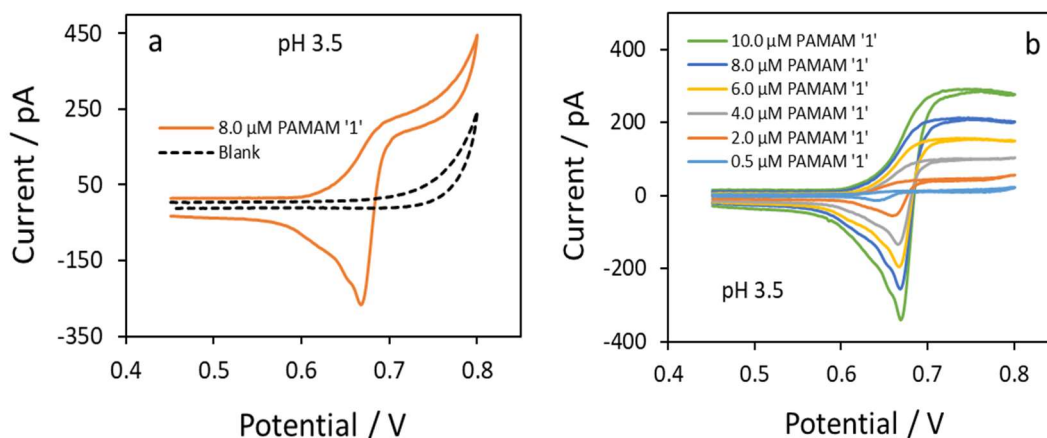 a
pH 3.5
8.0 µM PAMAM '1'
Blank
Current / pA
450
250
50
-150
-350
0.4
0.5
0.6
0.7
0.8
Potential / V
b
10.0 µM PAMAM '1'
8.0 µM PAMAM '1'
6.0 µM PAMAM '1'
4.0 µM PAMAM '1'
2.0 µM PAMAM '1'
0.5 µM PAMAM '1'
pH 3.5
Current / pA
400
200
0
-200
-400
0.4
0.5
0.6
0.7
0.8
Potential / V